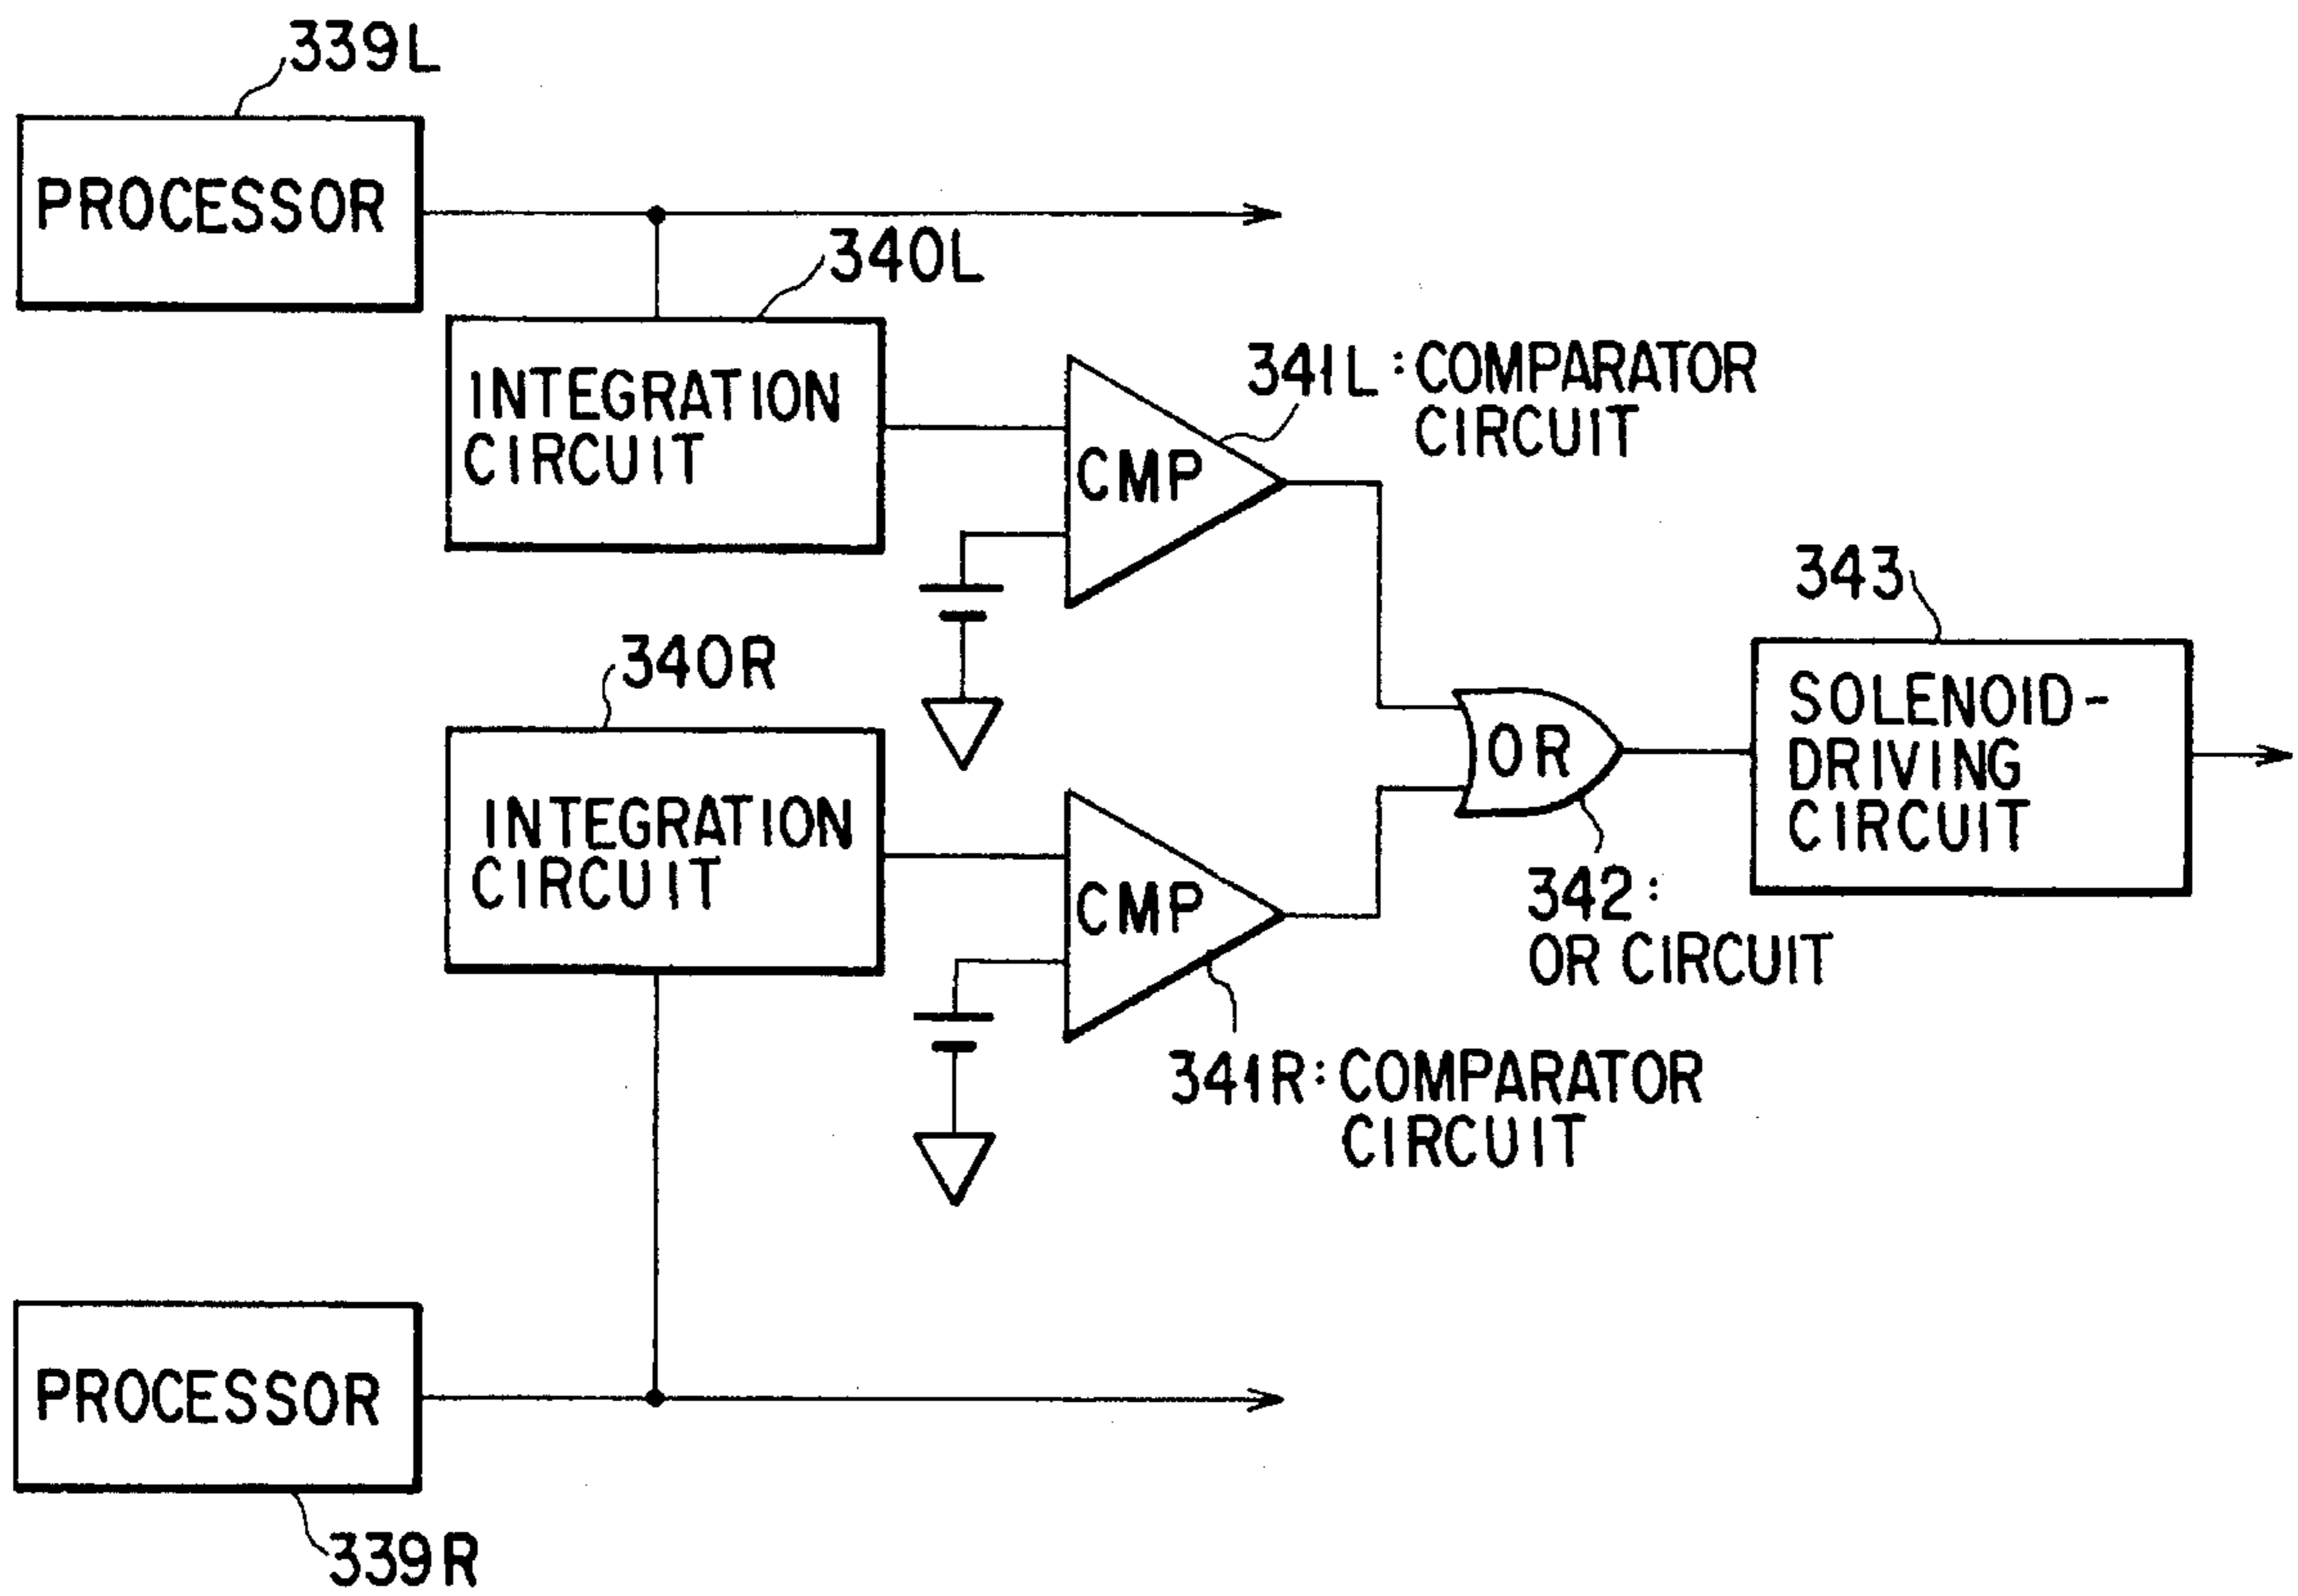 339L
PROCESSOR
340L
INTEGRATION
CIRCUIT
341L : COMPARATOR
CIRCUIT
CMP
343
SOLENOID-
DRIVING
CIRCUIT
340R
INTEGRATION
CIRCUIT
OR
342 :
OR CIRCUIT
CMP
341R : COMPARATOR
CIRCUIT
PROCESSOR
339R